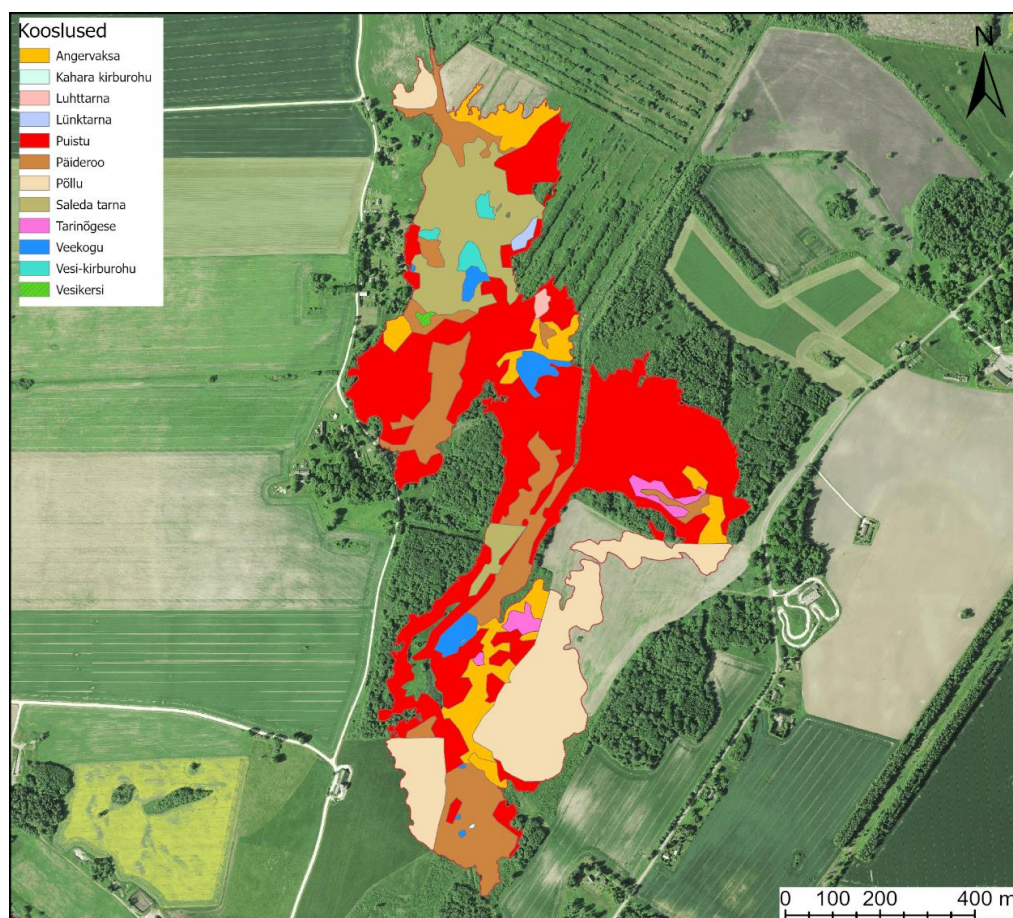 Kooslused
Angervaksa
Kahara kirburohu
Luhttarna
Lünktarna
Puistu
Päideroo
Põllu
Saleda tarna
Tarinõgese
Veekogu
Vesi-kirburohu
Vesikersi
N
0 100 200 400 m